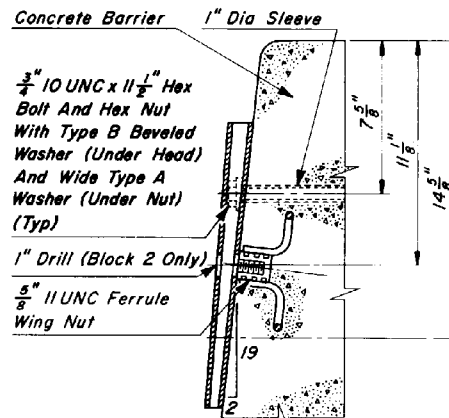 Concrete Barrier
1" Dia Sleeve
3/4" 10 UNC x 11 1/2" Hex
Bolt And Hex Nut
With Type B Beveled
Washer (Under Head)
And Wide Type A
Washer (Under Nut)
(Typ)
1" Drill (Block 2 Only)
5/8" 11 UNC Ferrule
Wing Nut
7 5/8"
11 1/8"
14 5/8"
19
2